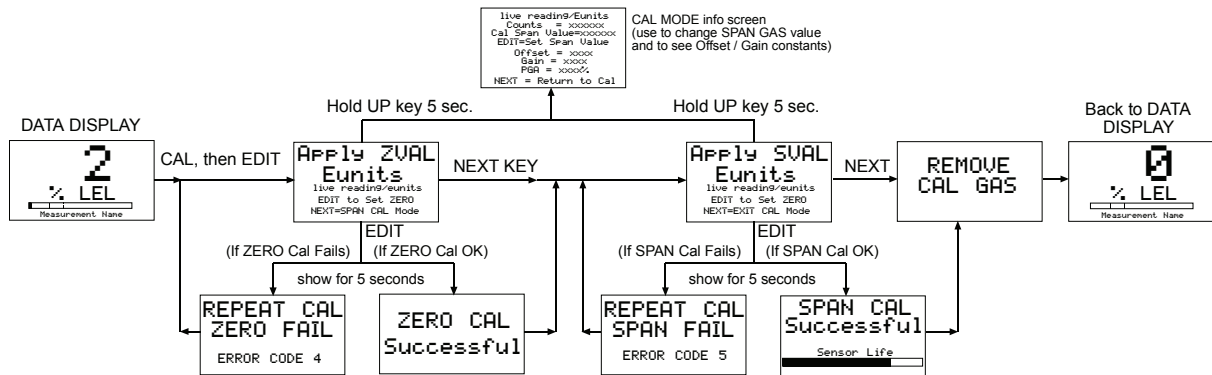 live reading/Eunits
Counts = xxxxxx
Cal Span Value=xxxxxx
EDIT=Set Span Value
Offset = xxxx
Gain = xxxx
PGA = xxx%
NEXT = Return to Cal
CAL MODE info screen
(use to change SPAN GAS value
and to see Offset / Gain constants)
Hold UP key 5 sec.
Hold UP key 5 sec.
DATA DISPLAY
2
% LEL
Measurement Name
CAL, then EDIT
Apply ZVAL
Eunits
live reading/eunits
EDIT to Set ZERO
NEXT=SPAN CAL Mode
NEXT KEY
Apply SVAL
Eunits
live reading/eunits
EDIT to Set ZERO
NEXT=EXIT CAL Mode
NEXT
REMOVE
CAL GAS
Back to DATA
DISPLAY
0
% LEL
Measurement Name
EDIT
(If ZERO Cal Fails)
(If ZERO Cal OK)
show for 5 seconds
REPEAT CAL
ZERO FAIL
ERROR CODE 4
ZERO CAL
Successful
EDIT
(If SPAN Cal Fails)
(If SPAN Cal OK)
show for 5 seconds
REPEAT CAL
SPAN FAIL
ERROR CODE 5
SPAN CAL
Successful
Sensor Life